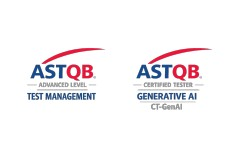 ASTQB®
ADVANCED LEVEL
TEST MANAGEMENT
ASTQB®
CERTIFIED TESTER
GENERATIVE AI
CT-GenAI